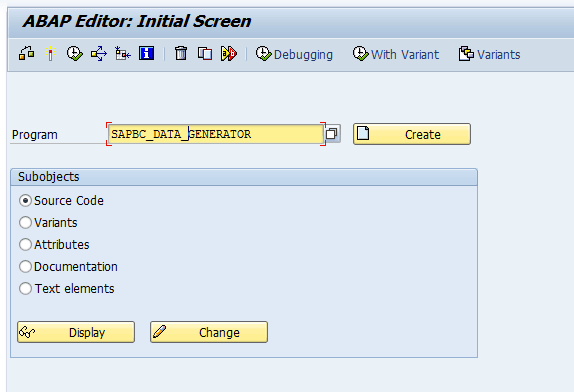 ABAP Editor: Initial Screen
Debugging With Variant Variants
Program SAPBC_DATA_GENERATOR Create
Subobjects
Source Code
Variants
Attributes
Documentation
Text elements
Display Change